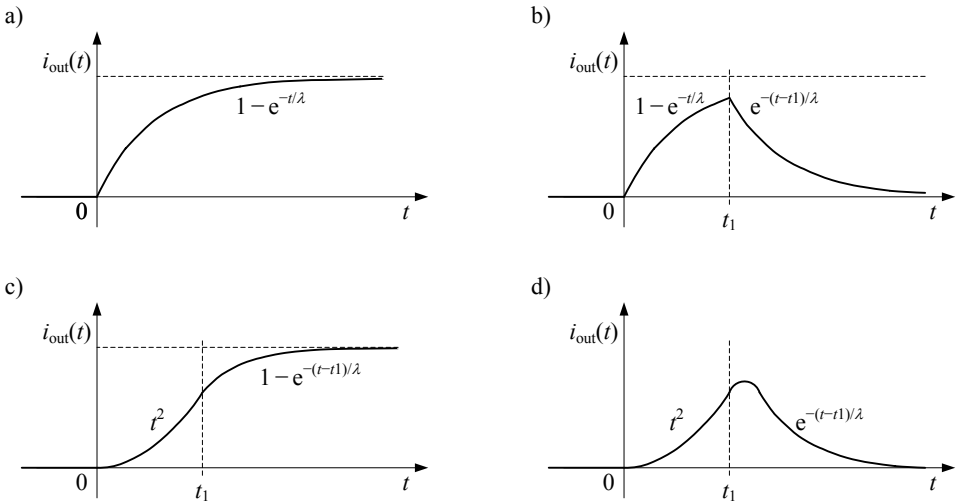 a)
i_out(t)
1 – e^–t/λ
0
t
b)
i_out(t)
1 – e^–t/λ
e^–(t–t1)/λ
0
t_1
t
c)
i_out(t)
t^2
1 – e^–(t–t1)/λ
0
t_1
t
d)
i_out(t)
t^2
e^–(t–t1)/λ
0
t_1
t